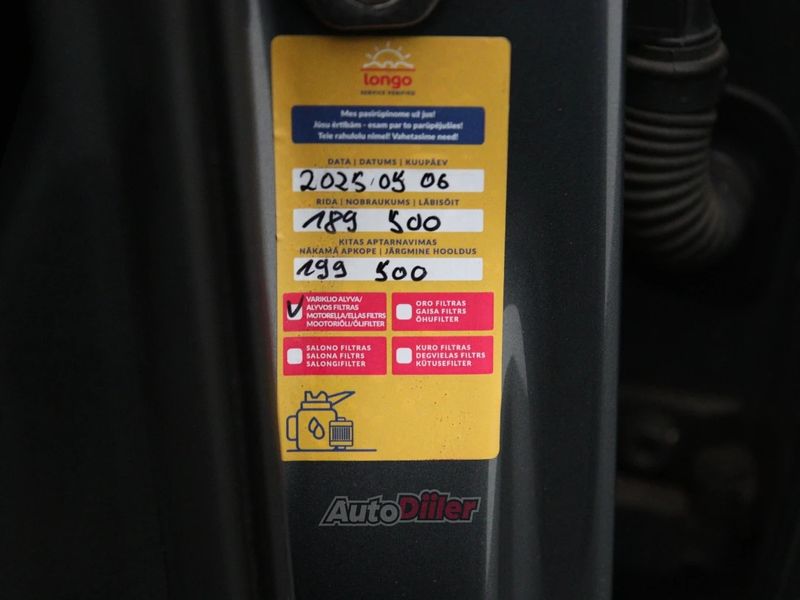 longo
SERVICE VERIFIED
Mes pasirūpinome už jus!
Jūsu ērtībām - esam par to parūpējušies!
Teie rahulolu nimel! Vahetasime need!
DATA | DATUMS | KUUPÄEV
2025.05 06
RIDA | NOBRAUKUMS | LÄBISÕIT
189 500
KITAS APTARNAVIMAS
NĀKAMĀ APKOPE | JÄRGMINE HOOLDUS
199 500
VARIKLIO ALYVA/
ALYVOS FILTRAS
MOTOREĻĻA/EĻĻAS FILTRS
MOOTORIÕLI/ÕLIFILTER
ORO FILTRAS
GAISA FILTRS
ÕHUFILTER
SALONO FILTRAS
SALONA FILTRS
SALONGIFILTER
KURO FILTRAS
DEGVIELAS FILTRS
KÜTUSEFILTER
AutoDiiler